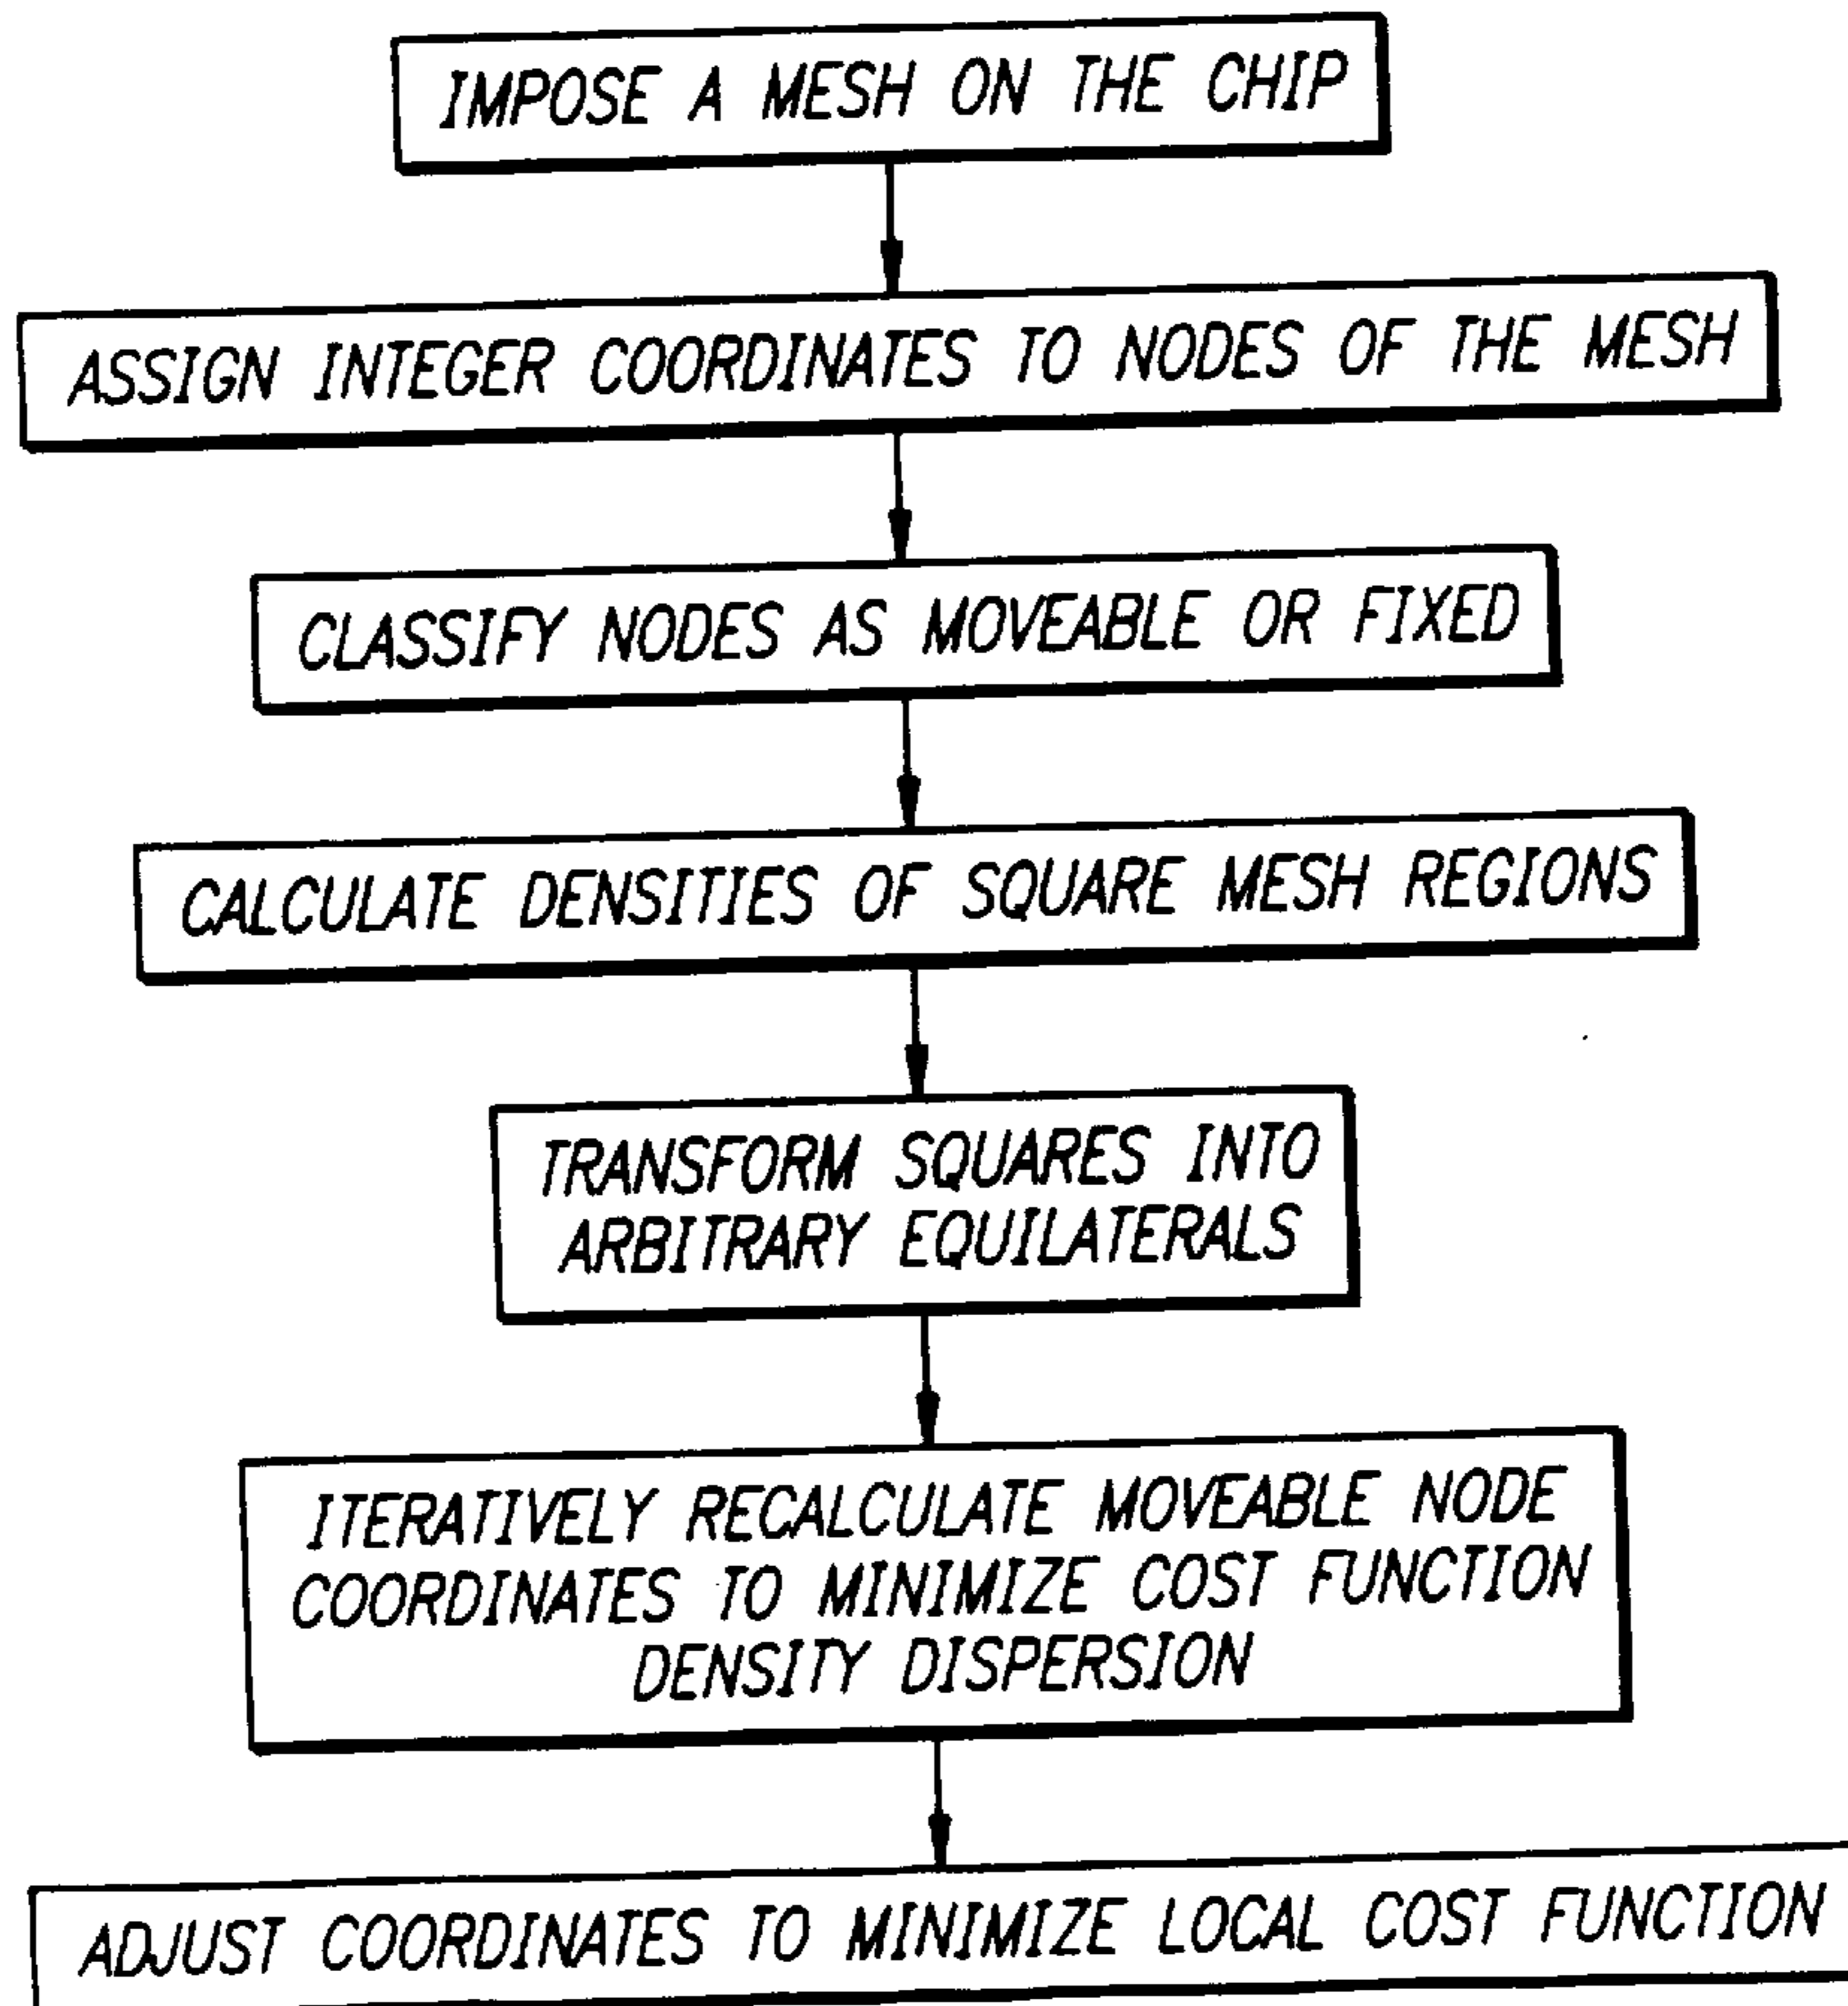 IMPOSE A MESH ON THE CHIP
ASSIGN INTEGER COORDINATES TO NODES OF THE MESH
CLASSIFY NODES AS MOVEABLE OR FIXED
CALCULATE DENSITIES OF SQUARE MESH REGIONS
TRANSFORM SQUARES INTO
ARBITRARY EQUILATERALS
ITERATIVELY RECALCULATE MOVEABLE NODE
COORDINATES TO MINIMIZE COST FUNCTION
DENSITY DISPERSION
ADJUST COORDINATES TO MINIMIZE LOCAL COST FUNCTION